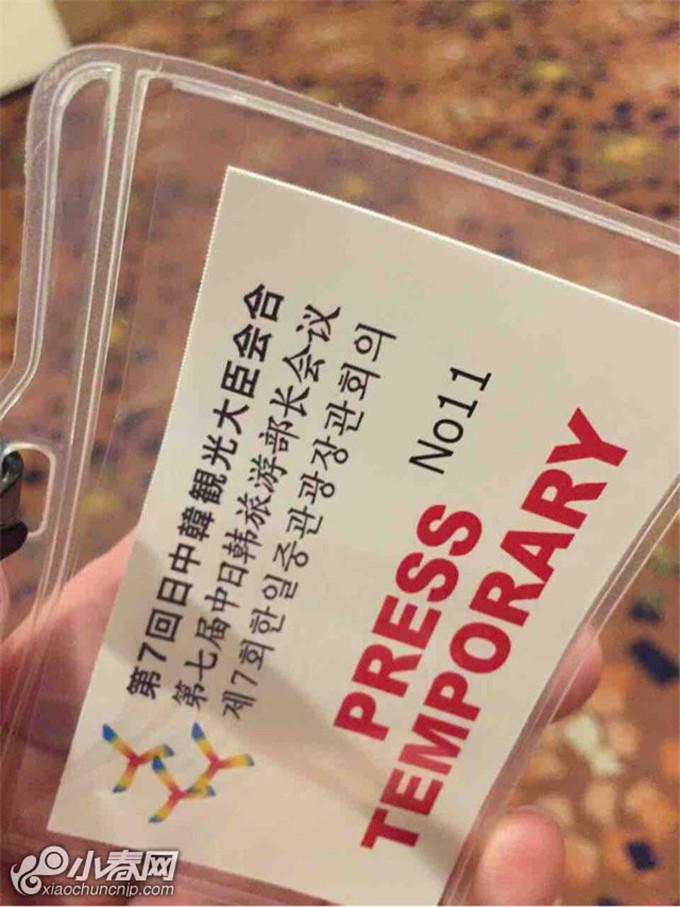 第7回日中韓観光大臣会合
第七届中日韩旅游部长会议
제7회한일중관광장관회의
No11
PRESS
TEMPORARY
小春网
xiaochuncnjp.com